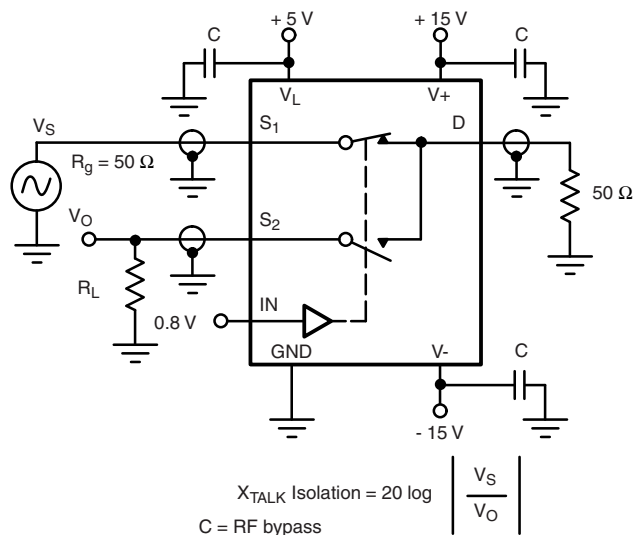 + 5 V
+ 15 V
C
C
VL
V+
VS
S1
D
Rg = 50 Ω
50 Ω
VO
S2
RL
IN
0.8 V
GND
V-
C
- 15 V
XTALK Isolation = 20 log | VS / VO |
C = RF bypass